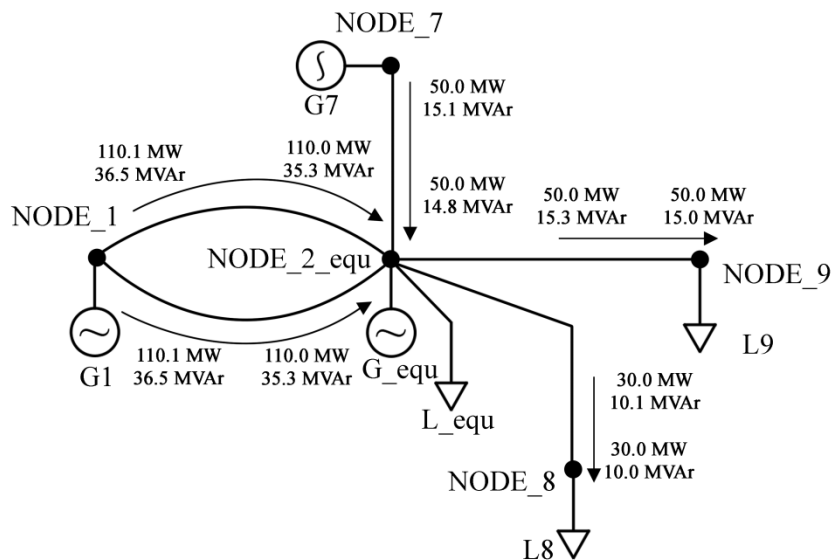 NODE_7
G7
50.0 MW
15.1 MVAr
110.1 MW
36.5 MVAr
110.0 MW
35.3 MVAr
50.0 MW
14.8 MVAr
50.0 MW
15.3 MVAr
50.0 MW
15.0 MVAr
NODE_1
NODE_2_equ
NODE_9
G1
110.1 MW
36.5 MVAr
110.0 MW
35.3 MVAr
G_equ
L_equ
L9
30.0 MW
10.1 MVAr
30.0 MW
10.0 MVAr
NODE_8
L8